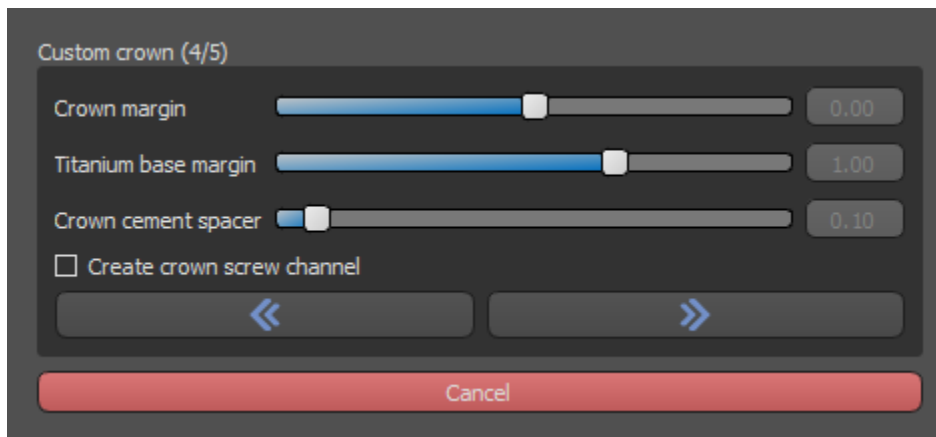 Custom crown (4/5)
Crown margin 0.00
Titanium base margin 1.00
Crown cement spacer 0.10
Create crown screw channel
Cancel